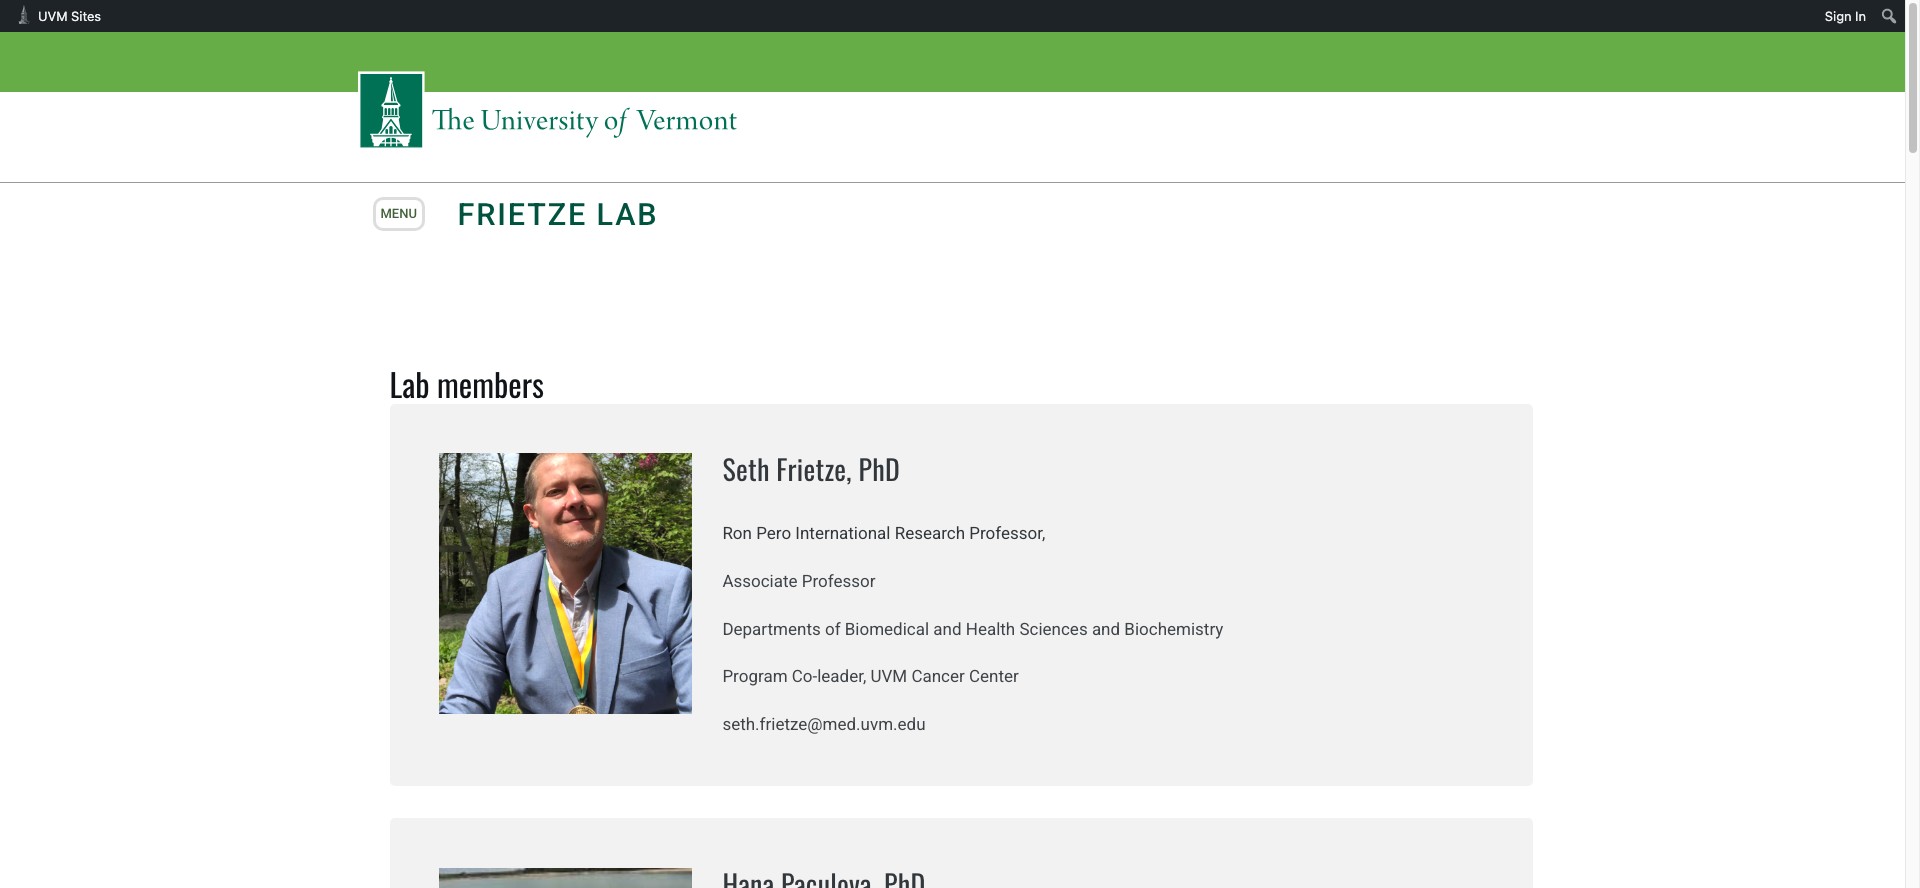 UVM Sites
Sign In
The University of Vermont
MENU
FRIETZE LAB
Lab members
Seth Frietze, PhD
Ron Pero International Research Professor,
Associate Professor
Departments of Biomedical and Health Sciences and Biochemistry
Program Co-leader, UVM Cancer Center
seth.frietze@med.uvm.edu
Hana Paculova, PhD